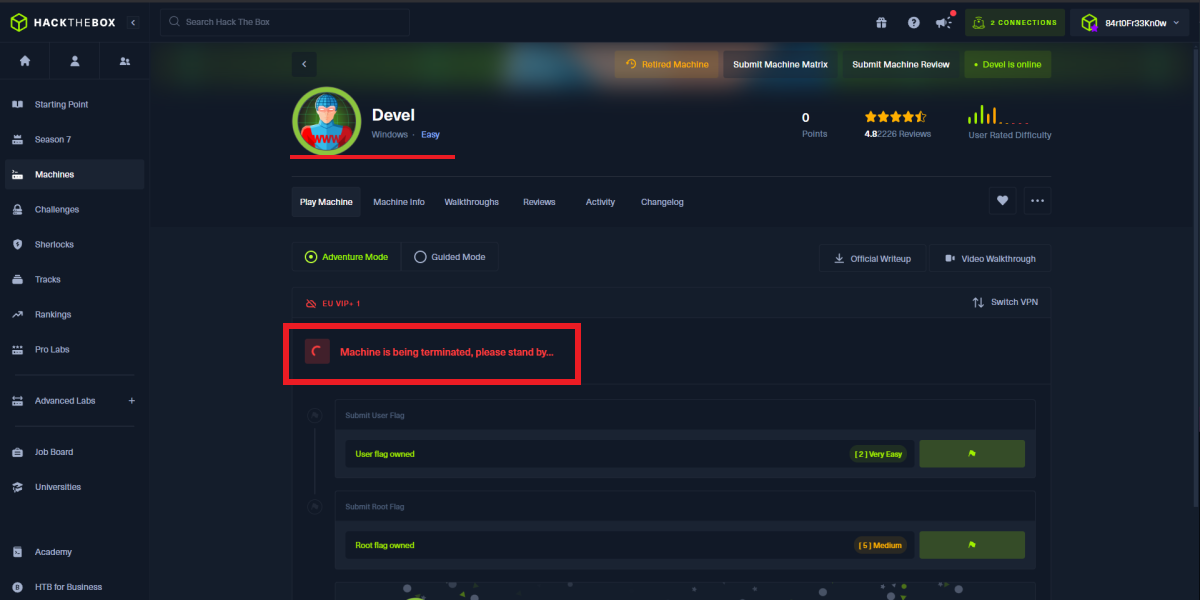 HACKTHEBOX
Search Hack The Box
2 CONNECTIONS
84rt0Fr33Kn0w
Starting Point
Season 7
Machines
Challenges
Sherlocks
Tracks
Rankings
Pro Labs
Advanced Labs +
Job Board
Universities
Academy
HTB for Business
Retired Machine
Submit Machine Matrix
Submit Machine Review
Devel is online
WWW
Devel
Windows · Easy
0
Points
4.8 2226 Reviews
User Rated Difficulty
Play Machine
Machine Info
Walkthroughs
Reviews
Activity
Changelog
Adventure Mode
Guided Mode
Official Writeup
Video Walkthrough
EU VIP+ 1
Switch VPN
Machine is being terminated, please stand by...
Submit User Flag
User flag owned
[ 2 ] Very Easy
Submit Root Flag
Root flag owned
[ 5 ] Medium